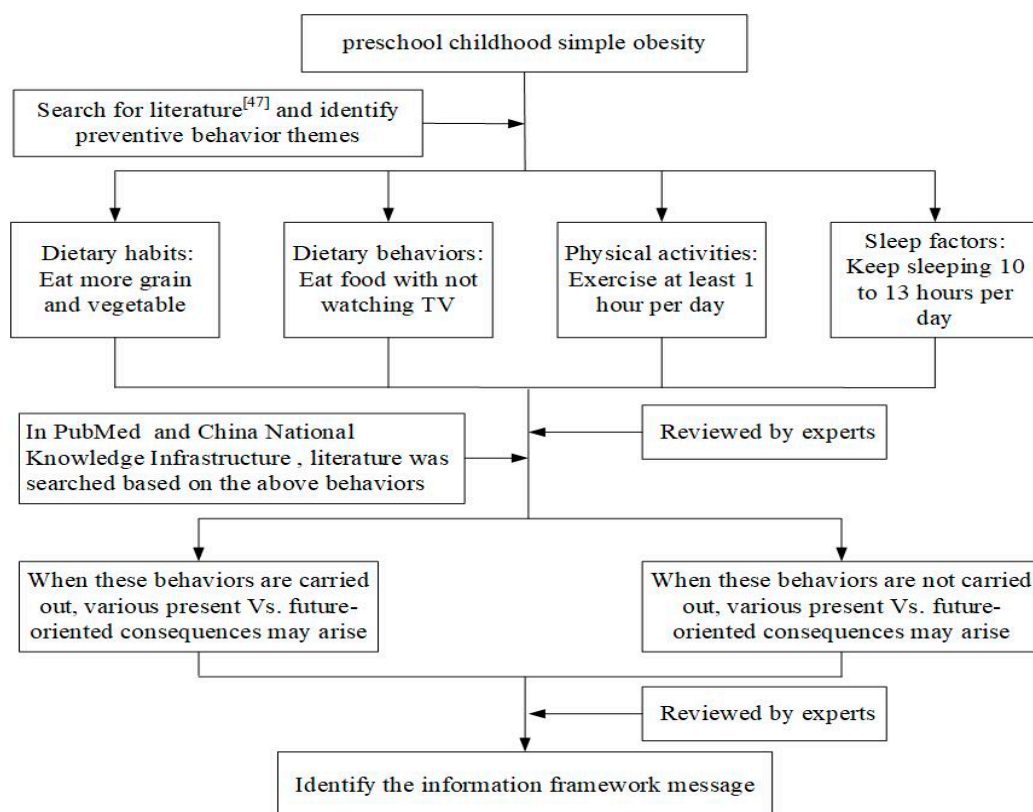 preschool childhood simple obesity
Search for literature[47] and identify
preventive behavior themes
Dietary habits:
Eat more grain
and vegetable
Dietary behaviors:
Eat food with not
watching TV
Physical activities:
Exercise at least 1
hour per day
Sleep factors:
Keep sleeping 10
to 13 hours per
day
In PubMed and China National
Knowledge Infrastructure , literature was
searched based on the above behaviors
Reviewed by experts
When these behaviors are carried
out, various present Vs. future-
oriented consequences may arise
When these behaviors are not carried
out, various present Vs. future-
oriented consequences may arise
Reviewed by experts
Identify the information framework message